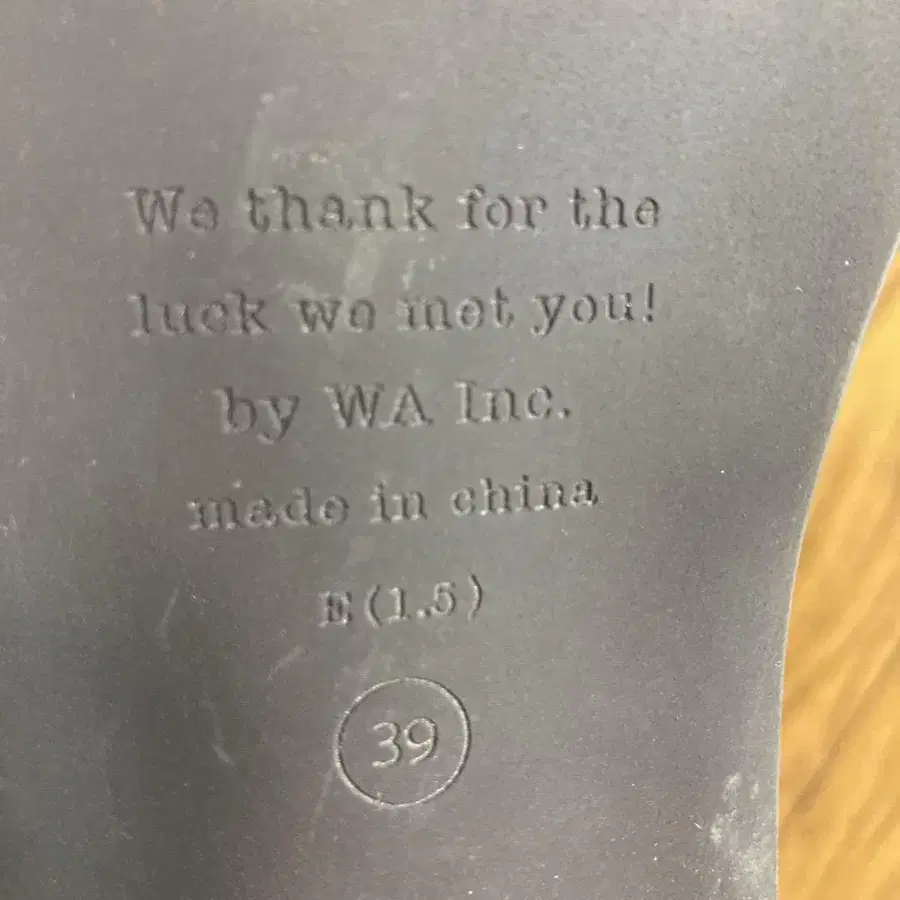 We thank for the
luck we met you!
by WA Inc.
made in china
E(1.5)
39